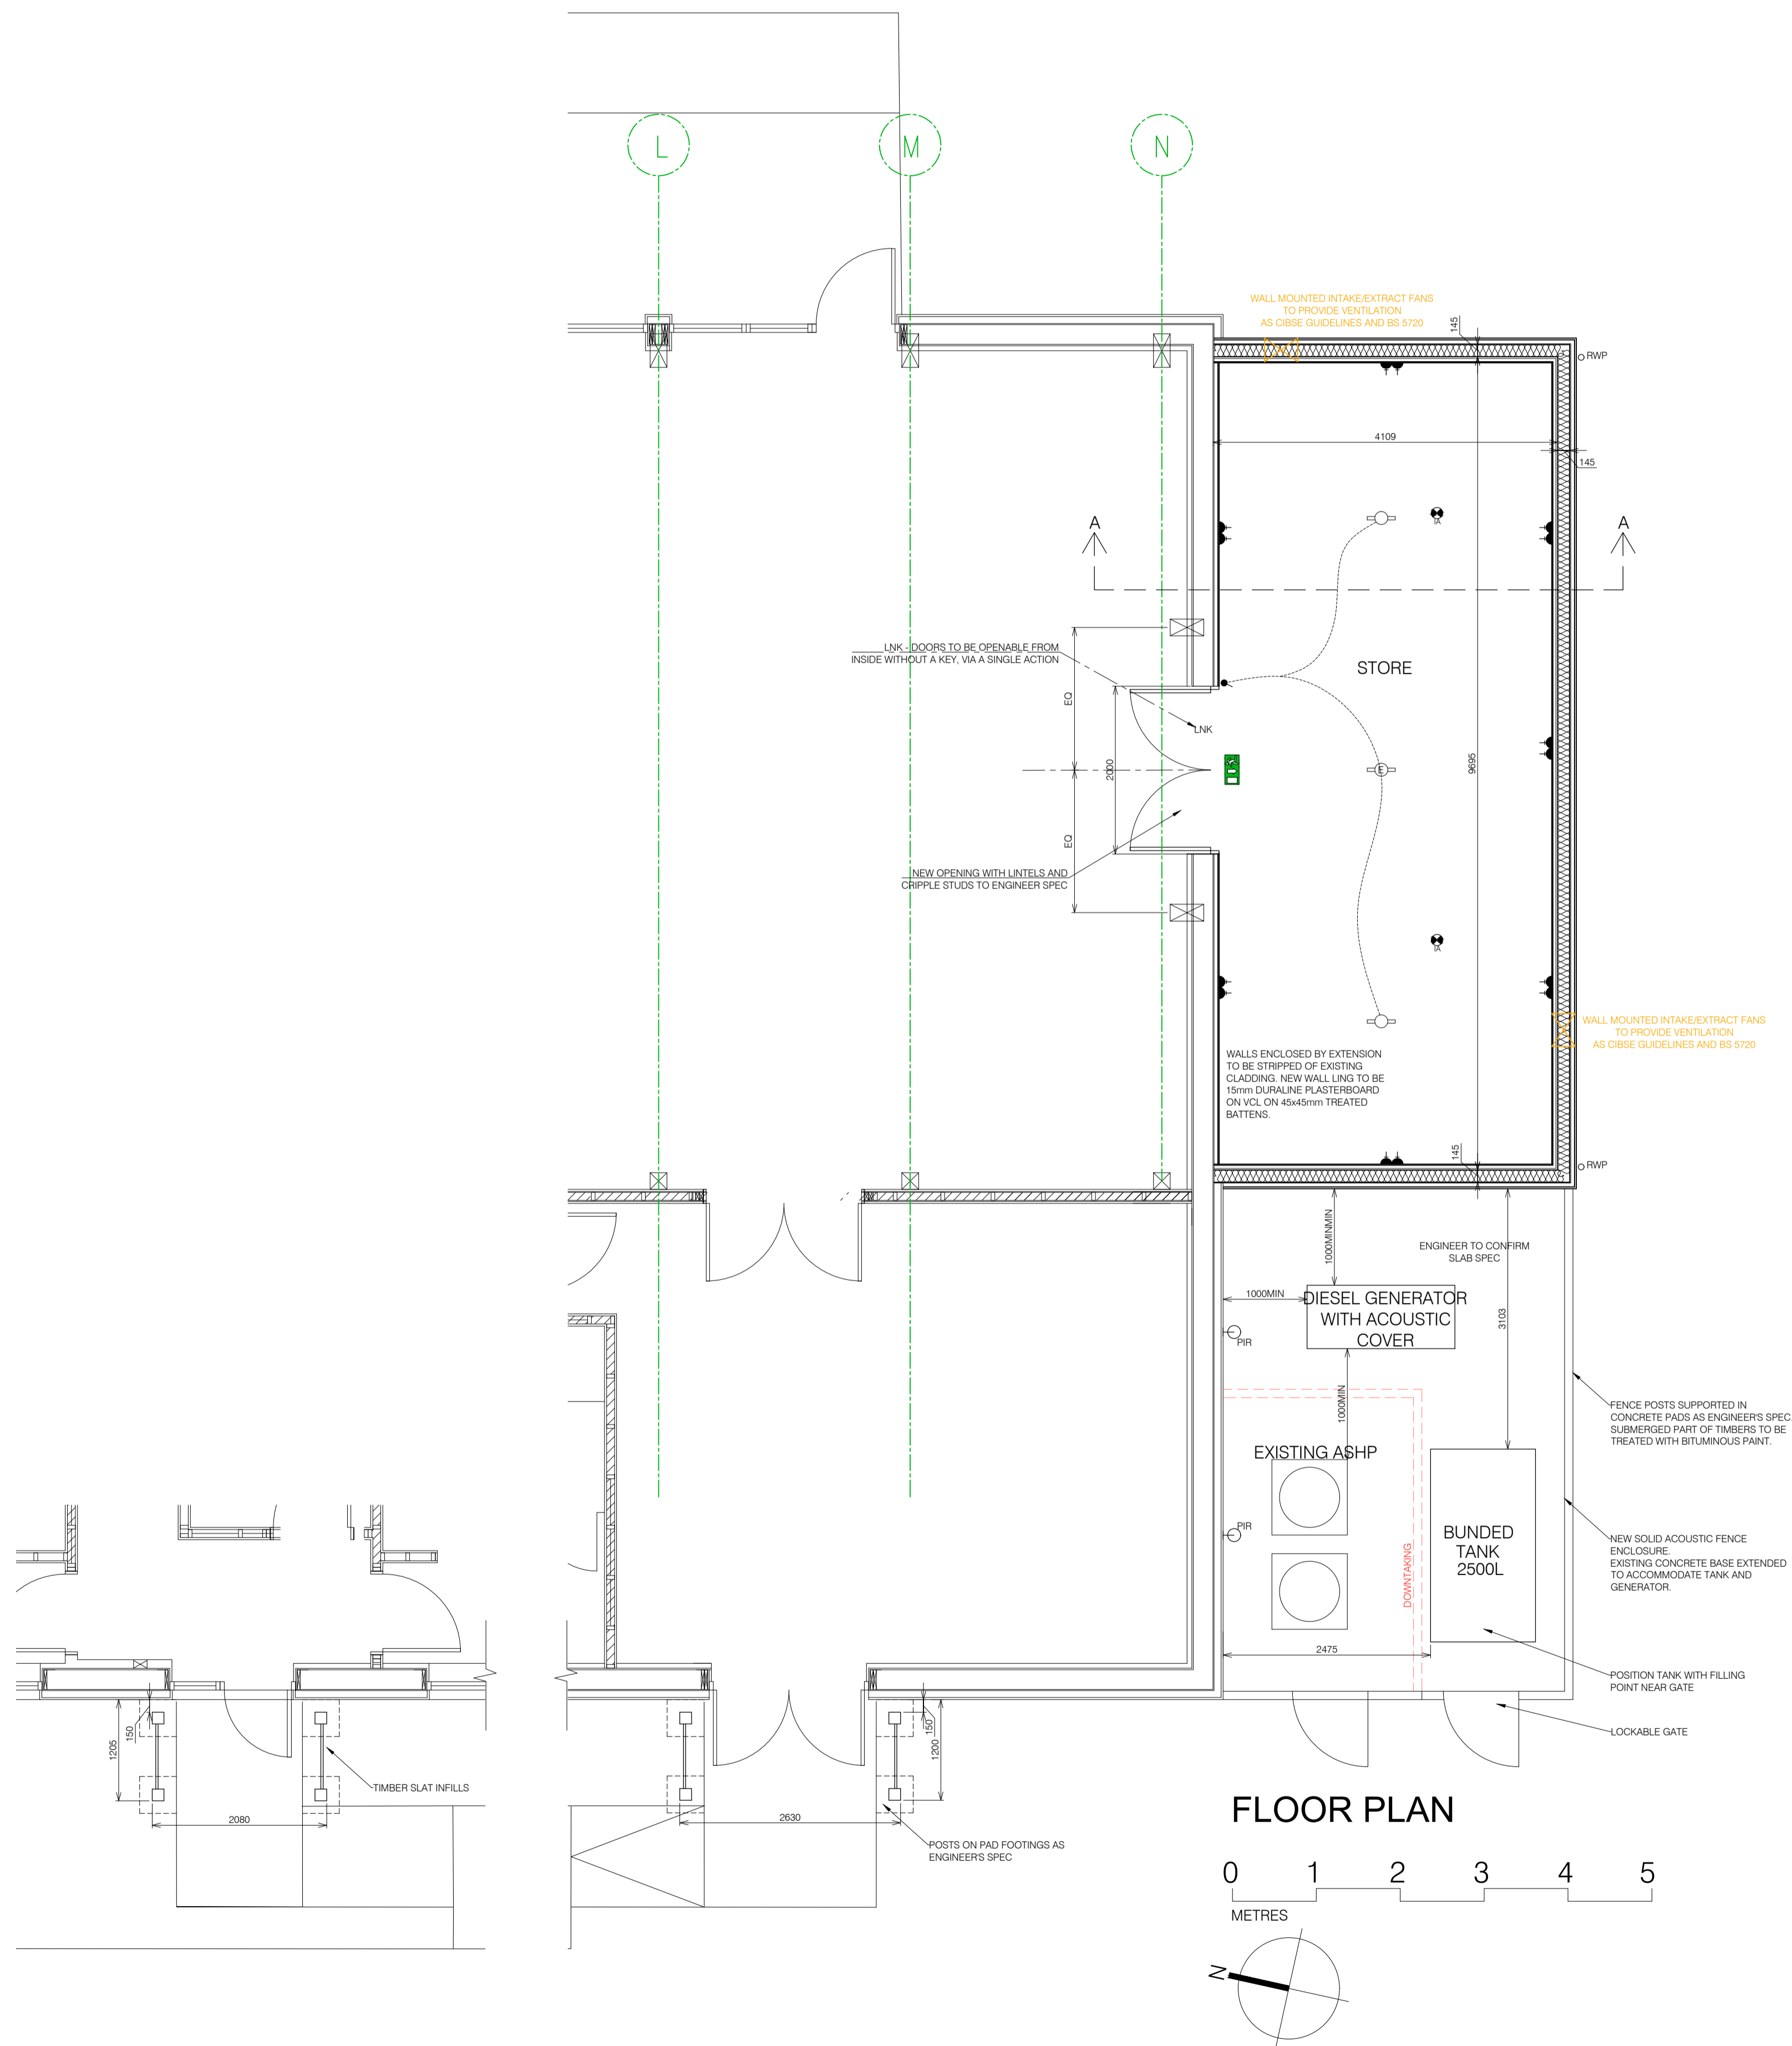 L
M
N
WALL MOUNTED INTAKE/EXTRACT FANS
TO PROVIDE VENTILATION
AS CIBSE GUIDELINES AND BS 5720
145
RWP
4109
145
A
A
IA
LNK - DOORS TO BE OPENABLE FROM
INSIDE WITHOUT A KEY, VIA A SINGLE ACTION
STORE
EQ
LNK
2000
E
9695
EQ
NEW OPENING WITH LINTELS AND
CRIPPLE STUDS TO ENGINEER SPEC
IA
WALL MOUNTED INTAKE/EXTRACT FANS
TO PROVIDE VENTILATION
AS CIBSE GUIDELINES AND BS 5720
WALLS ENCLOSED BY EXTENSION
TO BE STRIPPED OF EXISTING
CLADDING. NEW WALL LING TO BE
15mm DURALINE PLASTERBOARD
ON VCL ON 45x45mm TREATED
BATTENS.
145
RWP
1000MINMIN
ENGINEER TO CONFIRM
SLAB SPEC
1000MIN
DIESEL GENERATOR
WITH ACOUSTIC
COVER
3103
PIR
1000MIN
FENCE POSTS SUPPORTED IN
CONCRETE PADS AS ENGINEER'S SPEC.
SUBMERGED PART OF TIMBERS TO BE
TREATED WITH BITUMINOUS PAINT.
EXISTING ASHP
PIR
BUNDED
TANK
2500L
DOWNTAKING
NEW SOLID ACOUSTIC FENCE
ENCLOSURE.
EXISTING CONCRETE BASE EXTENDED
TO ACCOMMODATE TANK AND
GENERATOR.
2475
POSITION TANK WITH FILLING
POINT NEAR GATE
LOCKABLE GATE
150
1205
TIMBER SLAT INFILLS
2080
150
1200
2630
POSTS ON PAD FOOTINGS AS
ENGINEER'S SPEC
FLOOR PLAN
0 1 2 3 4 5
METRES
N